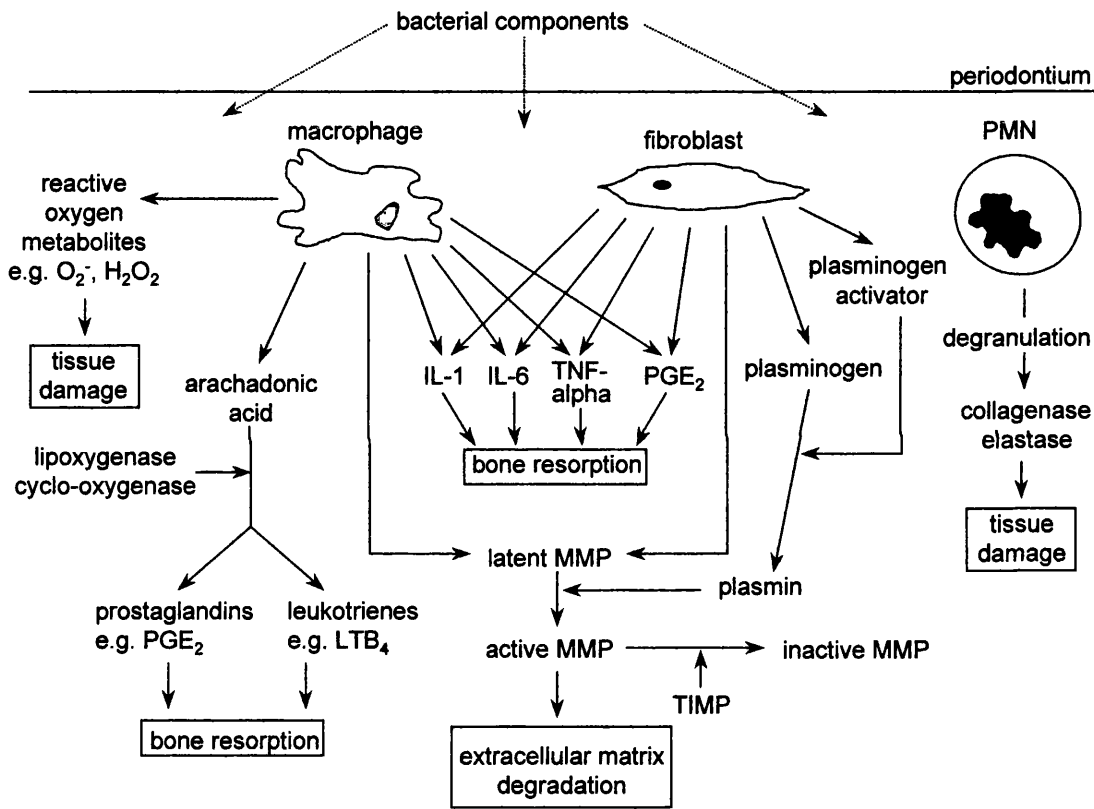 bacterial components
periodontium
macrophage
fibroblast
PMN
reactive
oxygen
metabolites
e.g. O₂⁻, H₂O₂
tissue
damage
arachadonic
acid
lipoxygenase
cyclo-oxygenase
prostaglandins
e.g. PGE₂
leukotrienes
e.g. LTB₄
bone resorption
IL-1
IL-6
TNF-
alpha
PGE₂
bone resorption
plasminogen
activator
plasminogen
latent MMP
plasmin
active MMP
inactive MMP
TIMP
extracellular matrix
degradation
degranulation
collagenase
elastase
tissue
damage